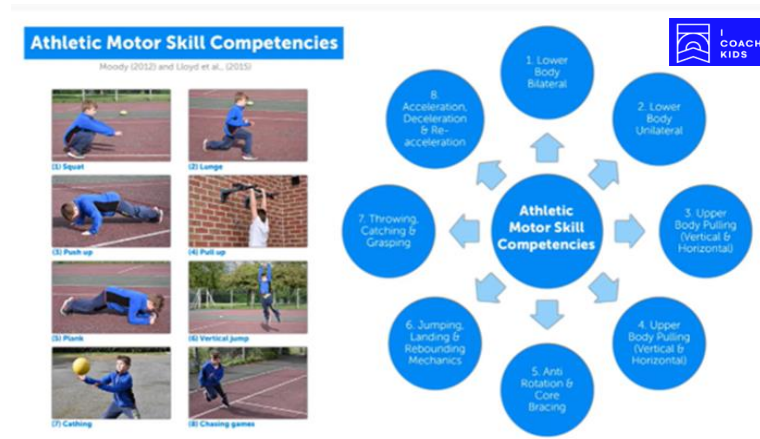 Athletic Motor Skill Competencies
Moody (2012) and Lloyd et al., (2015)
(1) Squat
(2) Lunge
(3) Push up
(4) Pull up
(5) Plank
(6) Vertical jump
(7) Cathing
(8) Chasing games
1. Lower
Body
Bilateral
2. Lower
Body
Unilateral
3. Upper
Body Pulling
(Vertical &
Horizontal)
4. Upper
Body Pulling
(Vertical &
Horizontal)
5. Anti
Rotation &
Core
Bracing
6. Jumping,
Landing &
Rebounding
Mechanics
7. Throwing,
Catching &
Grasping
8.
Acceleration,
Deceleration
& Re-
acceleration
Athletic
Motor Skill
Competencies
I
COACH
KIDS